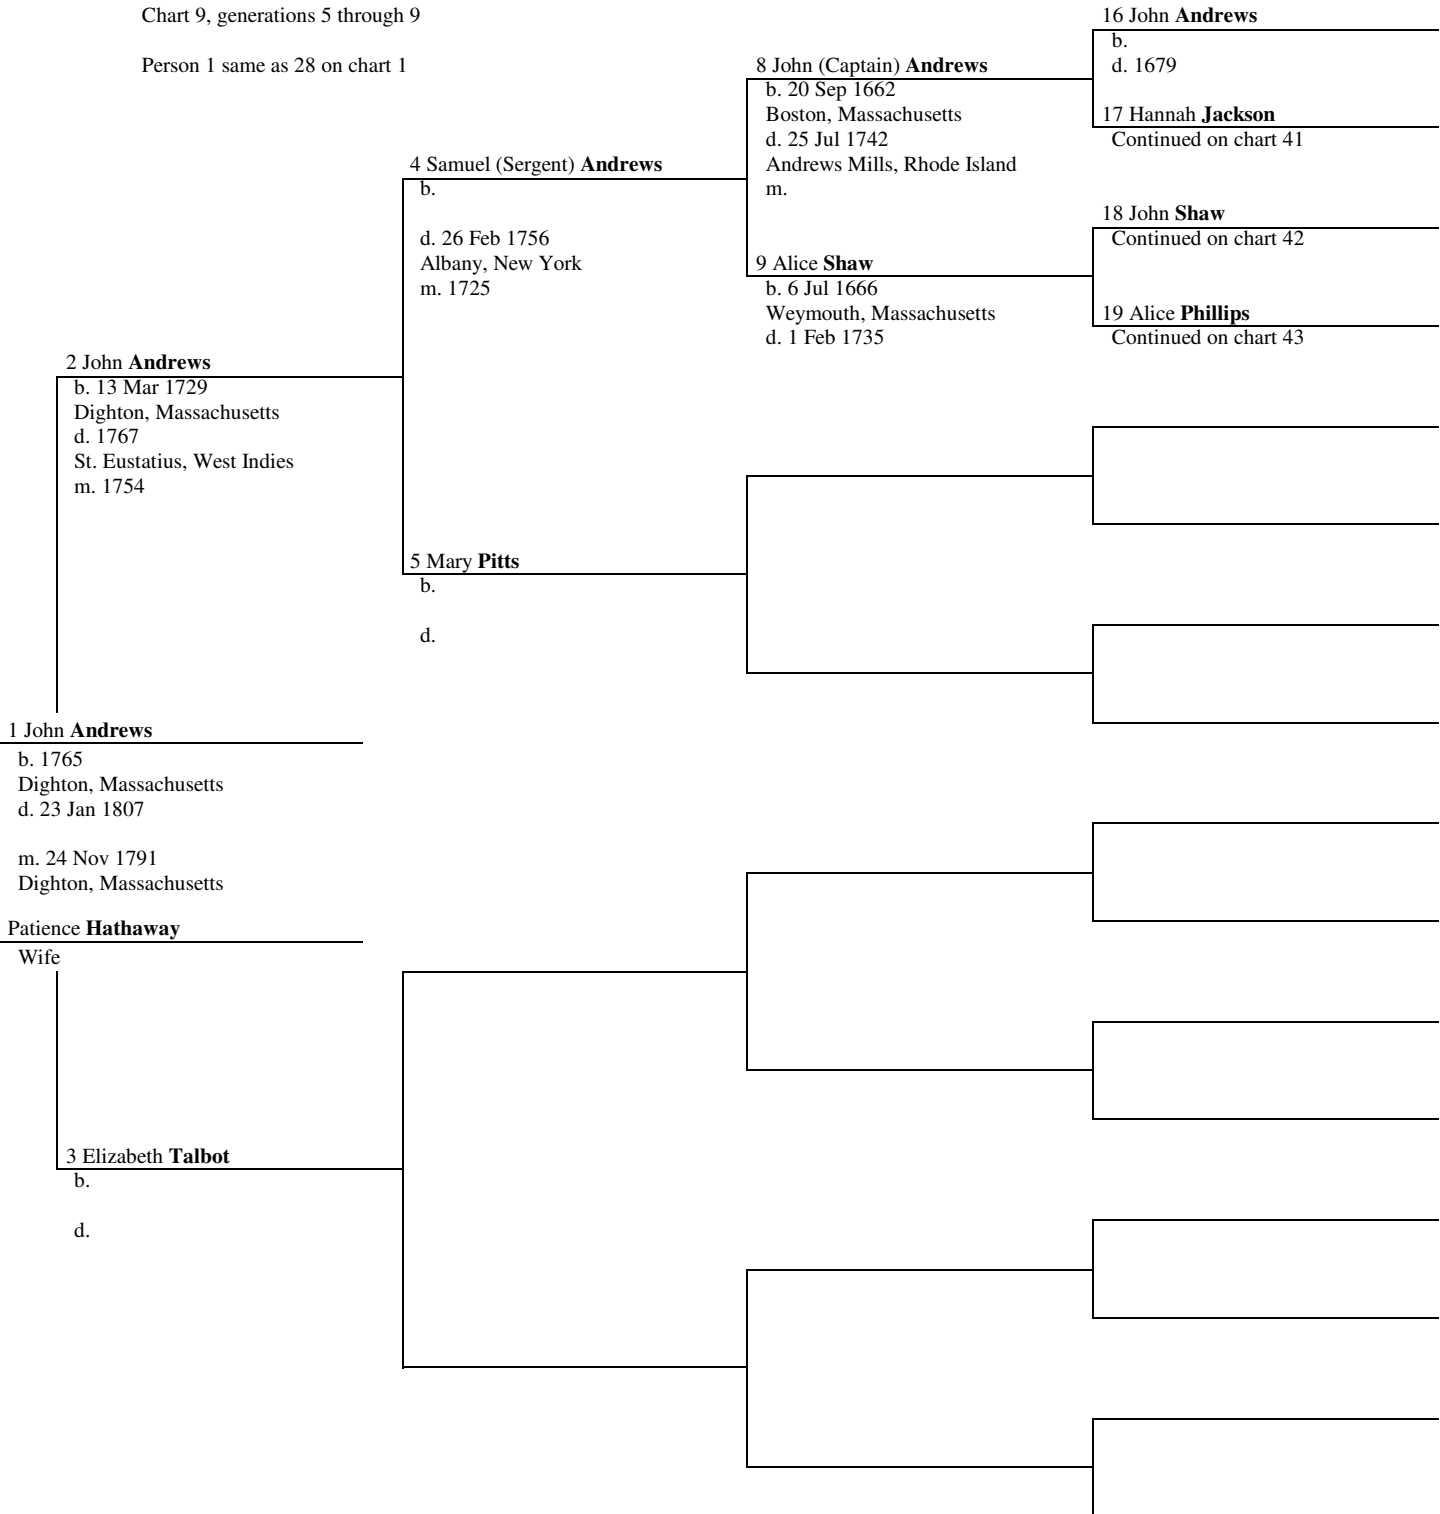 Chart 9, generations 5 through 9
Person 1 same as 28 on chart 1
16 John Andrews
b.
d. 1679
8 John (Captain) Andrews
b. 20 Sep 1662
Boston, Massachusetts
d. 25 Jul 1742
Andrews Mills, Rhode Island
m.
17 Hannah Jackson
Continued on chart 41
4 Samuel (Sergent) Andrews
b.
d. 26 Feb 1756
Albany, New York
m. 1725
18 John Shaw
Continued on chart 42
9 Alice Shaw
b. 6 Jul 1666
Weymouth, Massachusetts
d. 1 Feb 1735
19 Alice Phillips
Continued on chart 43
2 John Andrews
b. 13 Mar 1729
Dighton, Massachusetts
d. 1767
St. Eustatius, West Indies
m. 1754
5 Mary Pitts
b.
d.
1 John Andrews
b. 1765
Dighton, Massachusetts
d. 23 Jan 1807
m. 24 Nov 1791
Dighton, Massachusetts
Patience Hathaway
Wife
3 Elizabeth Talbot
b.
d.